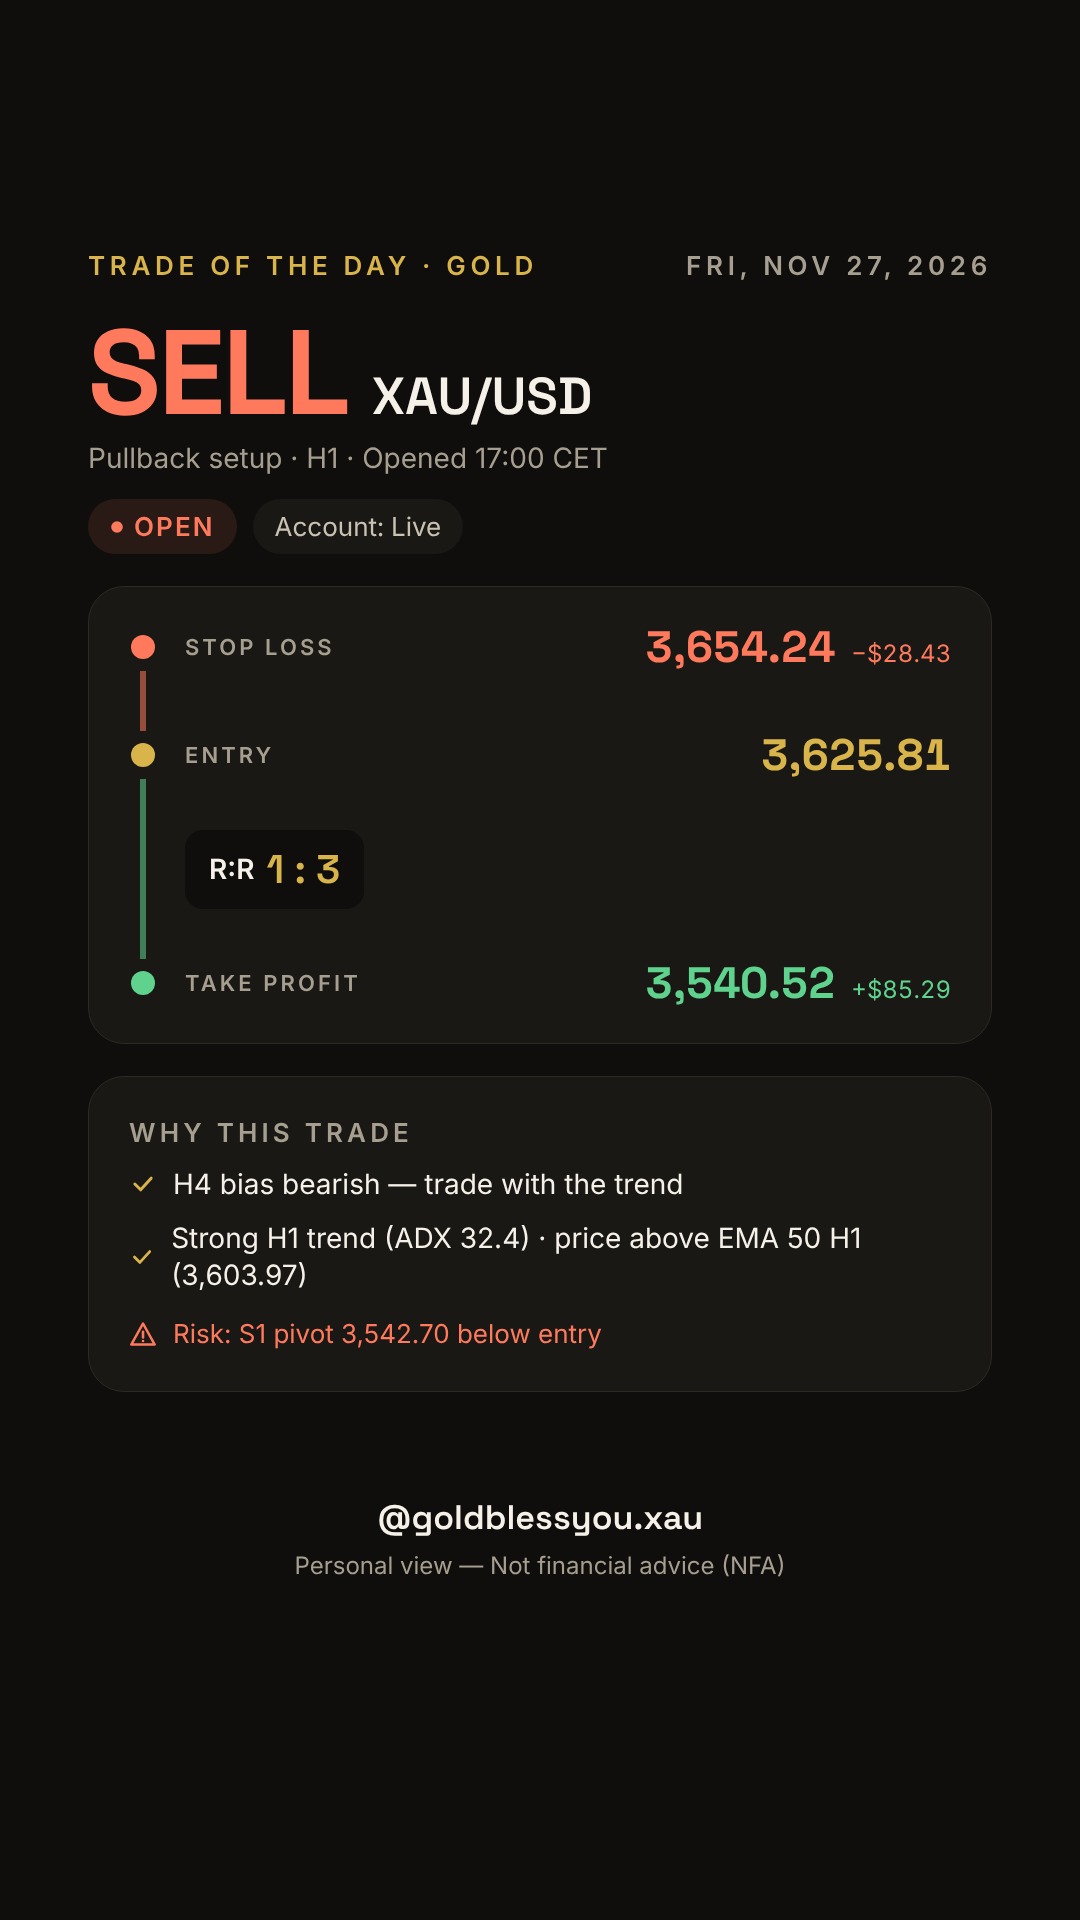 TRADE OF THE DAY · GOLD
FRI, NOV 27, 2026
SELL XAU/USD
Pullback setup · H1 · Opened 17:00 CET
OPEN
Account: Live
STOP LOSS 3,654.24 −$28.43
ENTRY 3,625.81
R:R 1:3
TAKE PROFIT 3,540.52 +$85.29
WHY THIS TRADE
H4 bias bearish — trade with the trend
Strong H1 trend (ADX 32.4) · price above EMA 50 H1
(3,603.97)
Risk: S1 pivot 3,542.70 below entry
@goldblessyou.xau
Personal view — Not financial advice (NFA)